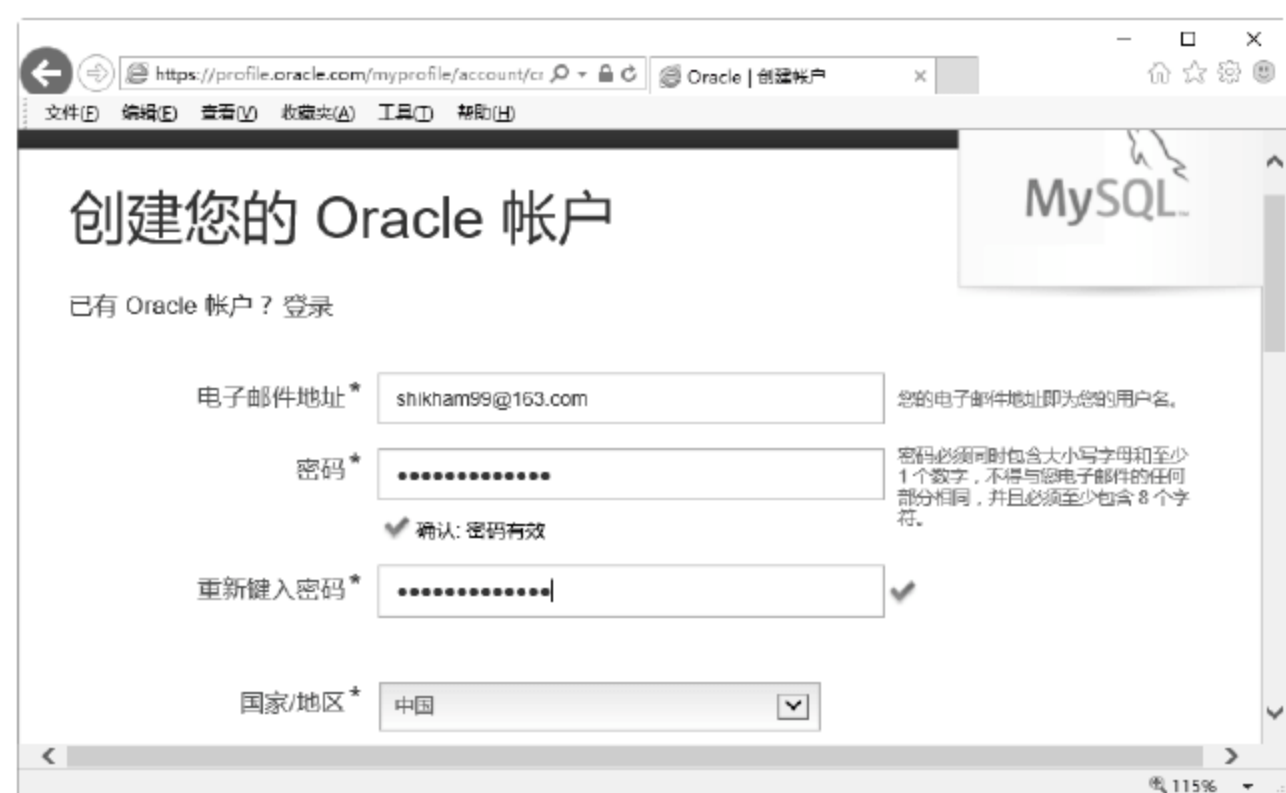 https://profile.oracle.com/myprofile/account/cr
Oracle | 创建帐户
文件(F) 编辑(E) 查看(V) 收藏夹(A) 工具(T) 帮助(H)
MySQL
创建您的 Oracle 帐户
已有 Oracle 帐户？登录
电子邮件地址* shikham99@163.com
您的电子邮件地址即为您的用户名。
密码* •••••••••••••
密码必须同时包含大小写字母和至少
1 个数字，不得与您电子邮件的任何
部分相同，并且必须至少包含 8 个字
符。
确认: 密码有效
重新键入密码* •••••••••••••
国家/地区* 中国
115%